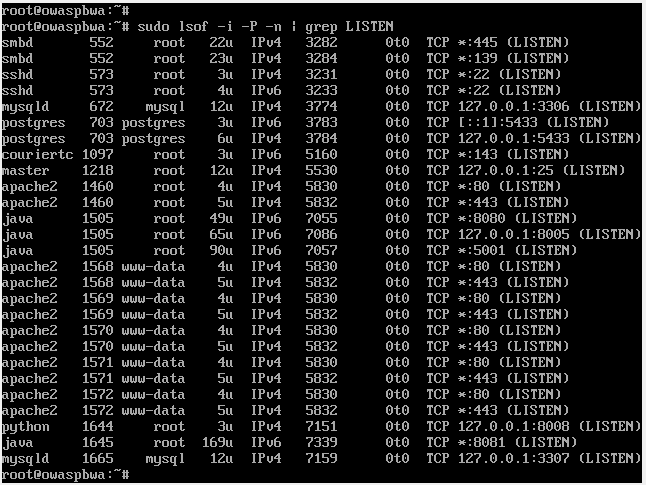 root@owaspbwa:~#
root@owaspbwa:~# sudo lsof -i -P -n | grep LISTEN
smbd 552 root 22u IPv4 3282 0t0 TCP *:445 (LISTEN)
smbd 552 root 23u IPv4 3284 0t0 TCP *:139 (LISTEN)
sshd 573 root 3u IPv4 3231 0t0 TCP *:22 (LISTEN)
sshd 573 root 4u IPv6 3233 0t0 TCP *:22 (LISTEN)
mysqld 672 mysql 12u IPv4 3774 0t0 TCP 127.0.0.1:3306 (LISTEN)
postgres 703 postgres 3u IPv6 3783 0t0 TCP [::1]:5433 (LISTEN)
postgres 703 postgres 6u IPv4 3784 0t0 TCP 127.0.0.1:5433 (LISTEN)
couriertc 1097 root 3u IPv6 5160 0t0 TCP *:143 (LISTEN)
master 1218 root 12u IPv4 5530 0t0 TCP 127.0.0.1:25 (LISTEN)
apache2 1460 root 4u IPv4 5830 0t0 TCP *:80 (LISTEN)
apache2 1460 root 5u IPv4 5832 0t0 TCP *:443 (LISTEN)
java 1505 root 49u IPv6 7055 0t0 TCP *:8080 (LISTEN)
java 1505 root 65u IPv6 7086 0t0 TCP 127.0.0.1:8005 (LISTEN)
java 1505 root 90u IPv6 7057 0t0 TCP *:5001 (LISTEN)
apache2 1568 www-data 4u IPv4 5830 0t0 TCP *:80 (LISTEN)
apache2 1568 www-data 5u IPv4 5832 0t0 TCP *:443 (LISTEN)
apache2 1569 www-data 4u IPv4 5830 0t0 TCP *:80 (LISTEN)
apache2 1569 www-data 5u IPv4 5832 0t0 TCP *:443 (LISTEN)
apache2 1570 www-data 4u IPv4 5830 0t0 TCP *:80 (LISTEN)
apache2 1570 www-data 5u IPv4 5832 0t0 TCP *:443 (LISTEN)
apache2 1571 www-data 4u IPv4 5830 0t0 TCP *:80 (LISTEN)
apache2 1571 www-data 5u IPv4 5832 0t0 TCP *:443 (LISTEN)
apache2 1572 www-data 4u IPv4 5830 0t0 TCP *:80 (LISTEN)
apache2 1572 www-data 5u IPv4 5832 0t0 TCP *:443 (LISTEN)
python 1644 root 3u IPv4 7151 0t0 TCP 127.0.0.1:8008 (LISTEN)
java 1645 root 169u IPv6 7339 0t0 TCP *:8081 (LISTEN)
mysqld 1665 mysql 12u IPv4 7159 0t0 TCP 127.0.0.1:3307 (LISTEN)
root@owaspbwa:~#